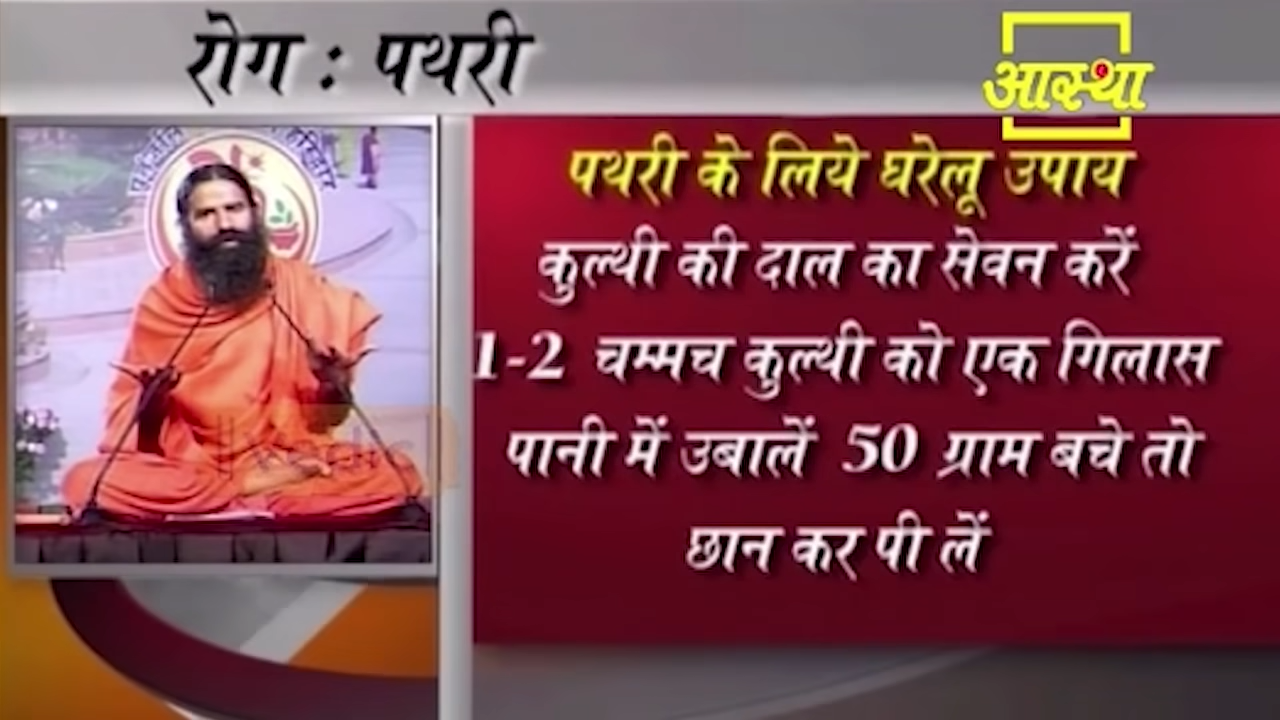 रोग : पथरी
आस्था
पथरी के लिये घरेलू उपाय
कुल्थी की दाल का सेवन करें
1-2 चम्मच कुल्थी को एक गिलास
पानी में उबालें 50 ग्राम बचे तो
छान कर पी लें